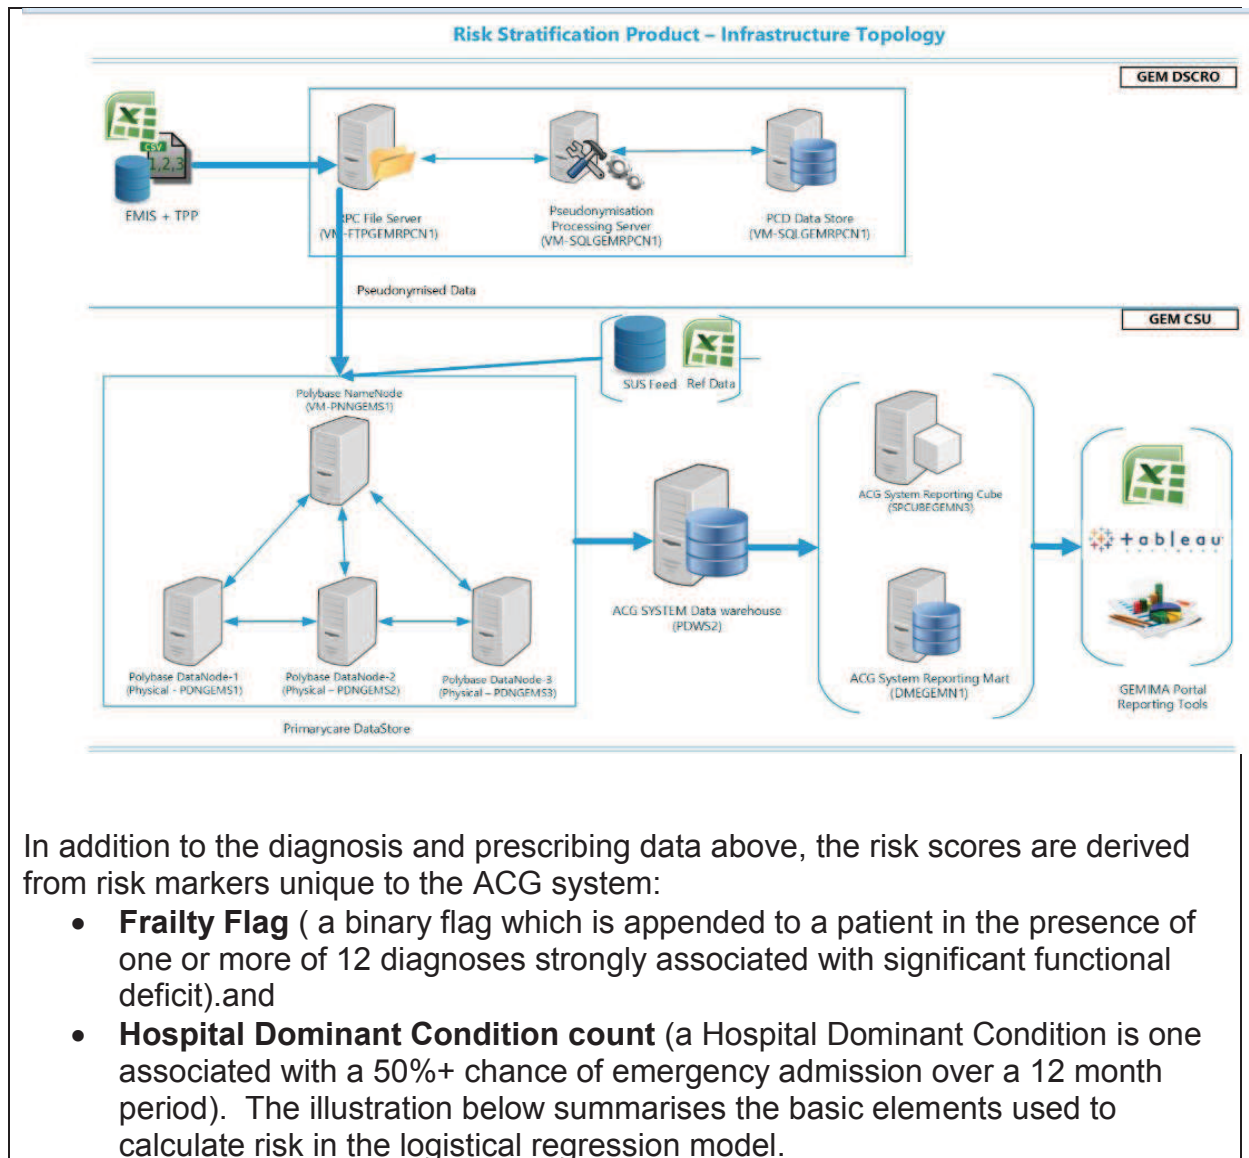 Risk Stratification Product – Infrastructure Topology
GEM DSCRO
CSV
1,2,3
EMIS + TPP
RPC File Server
(VM-FTPGEMRPCN1)
Pseudonymisation
Processing Server
(VM-SQLGEMRPCN1)
PCD Data Store
(VM-SQLGEMRPCN1)
Pseudonymised Data
GEM CSU
SUS Feed
Ref Data
Polybase NameNode
(VM-PNNGEMS1)
Polybase DataNode-1
(Physical - PDNGEMS1)
Polybase DataNode-2
(Physical – PDNGEMS2)
Polybase DataNode-3
(Physical – PDNGEMS3)
Primarycare DataStore
ACG SYSTEM Data warehouse
(PDWS2)
ACG System Reporting Cube
(SPCUBEGEMN3)
ACG System Reporting Mart
(DMEGEMN1)
+ a b l e a u
GEMIMA Portal
Reporting Tools
In addition to the diagnosis and prescribing data above, the risk scores are derived
from risk markers unique to the ACG system:
• Frailty Flag ( a binary flag which is appended to a patient in the presence of
one or more of 12 diagnoses strongly associated with significant functional
deficit).and
• Hospital Dominant Condition count (a Hospital Dominant Condition is one
associated with a 50%+ chance of emergency admission over a 12 month
period).  The illustration below summarises the basic elements used to
calculate risk in the logistical regression model.